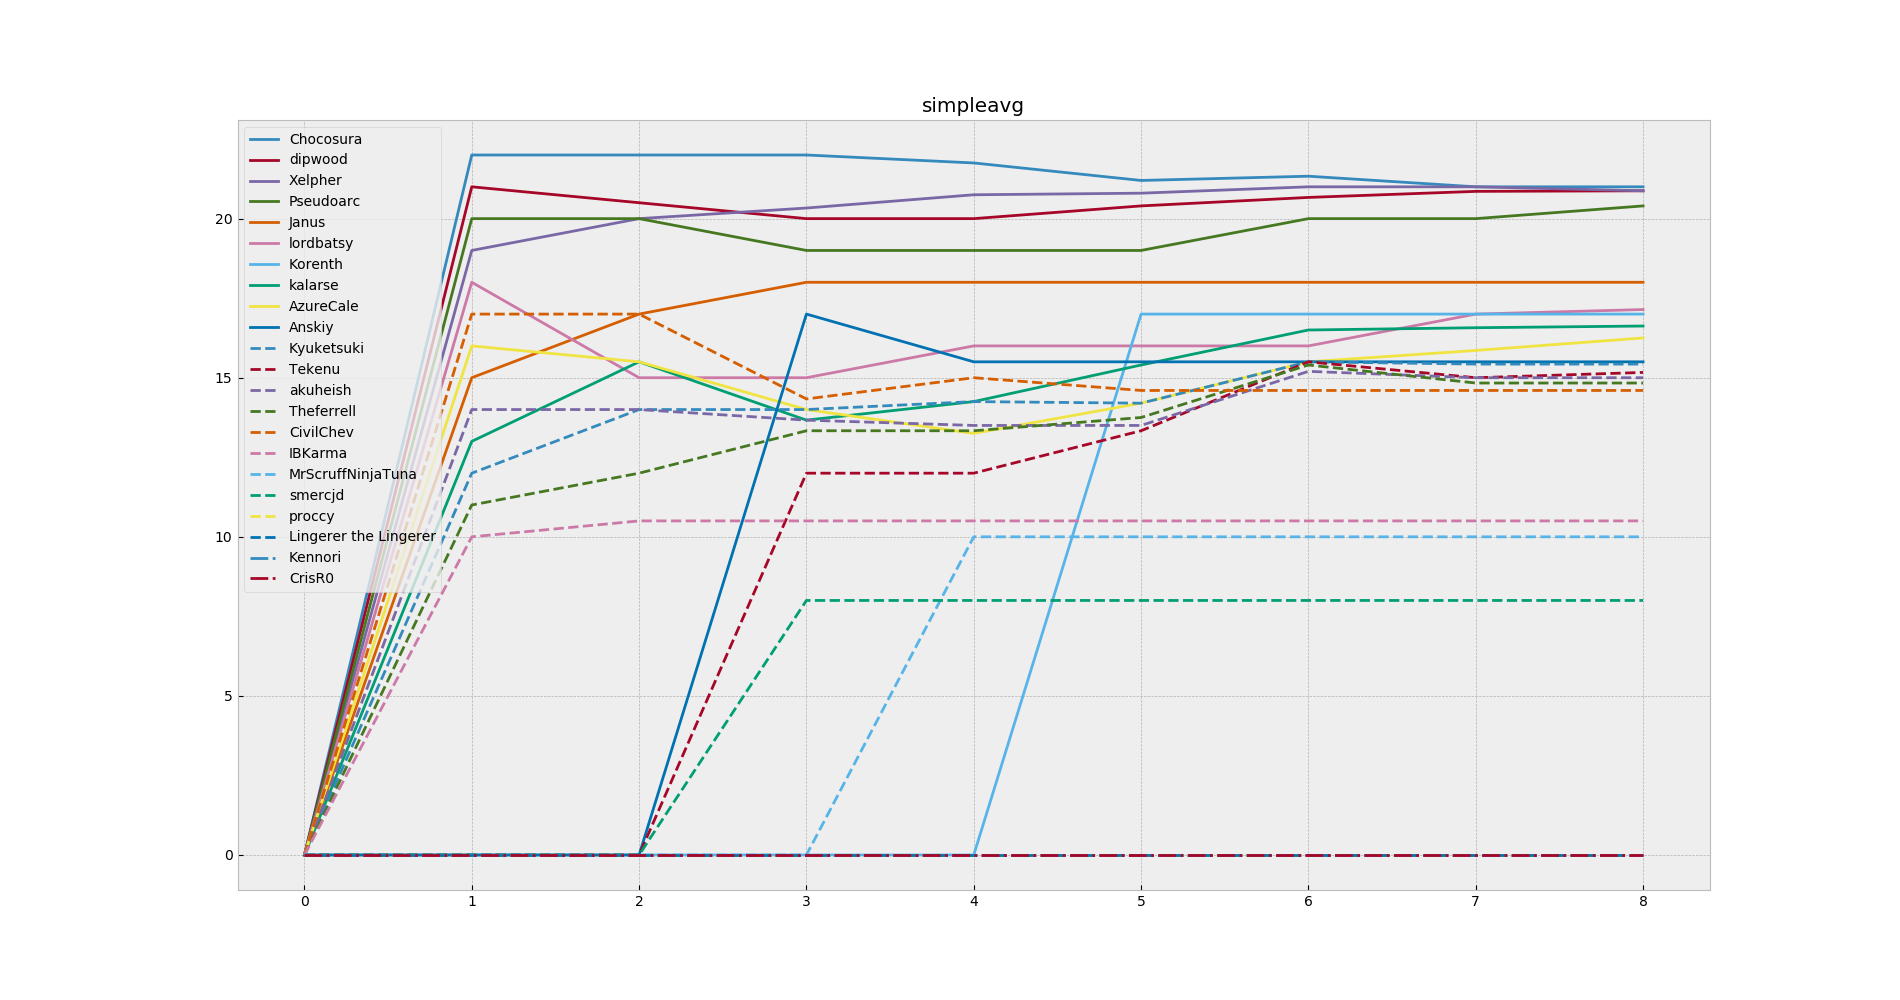 simpleavg
Chocosura
dipwood
Xelpher
Pseudoarc
Janus
lordbatsy
Korenth
kalarse
AzureCale
Anskiy
Kyuketsuki
Tekenu
akuheish
Theferrell
CivilChev
IBKarma
MrScruffNinjaTuna
smercjd
proccy
Lingerer the Lingerer
Kennori
CrisR0
20
15
10
5
0
0 1 2 3 4 5 6 7 8